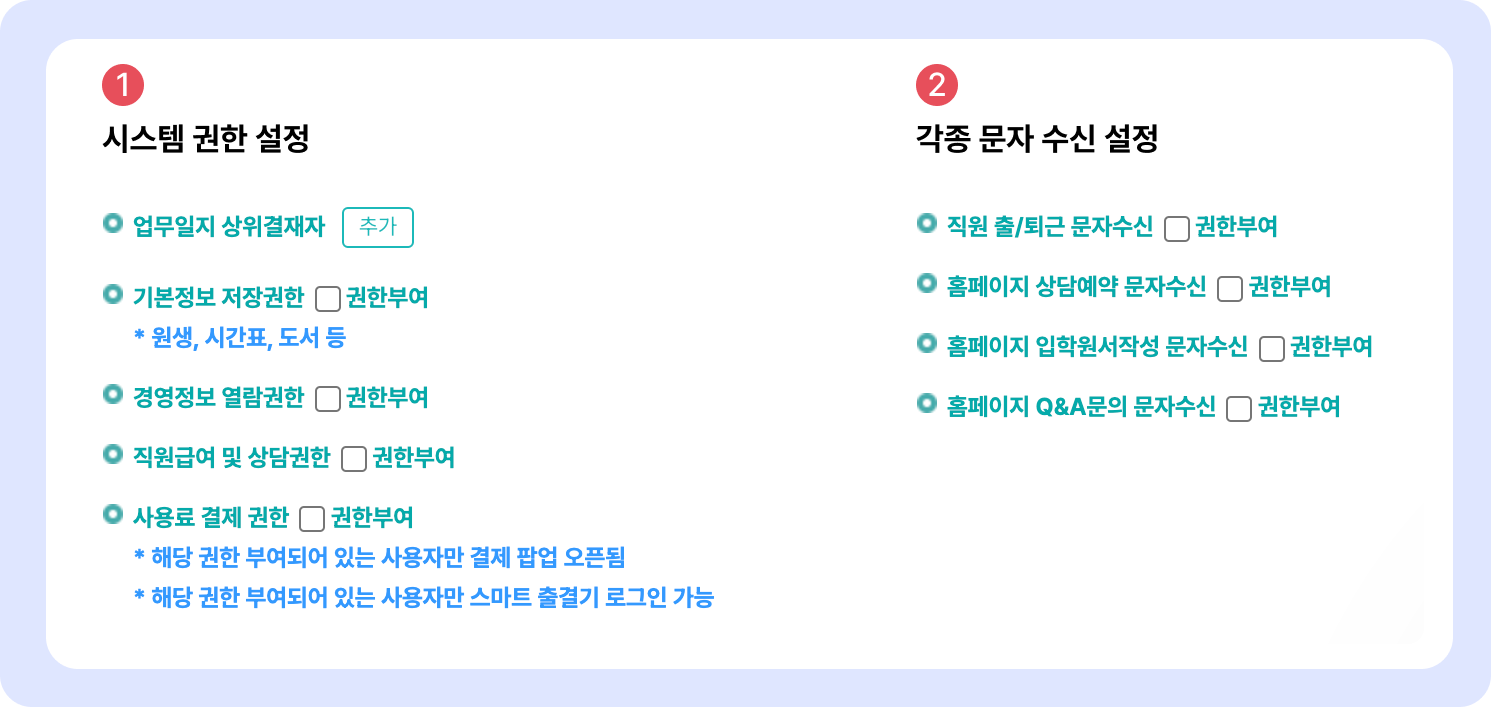 1
시스템 권한 설정
업무일지 상위결재자 추가
기본정보 저장권한 권한부여
* 원생, 시간표, 도서 등
경영정보 열람권한 권한부여
직원급여 및 상담권한 권한부여
사용료 결제 권한 권한부여
* 해당 권한 부여되어 있는 사용자만 결제 팝업 오픈됨
* 해당 권한 부여되어 있는 사용자만 스마트 출결기 로그인 가능
2
각종 문자 수신 설정
직원 출/퇴근 문자수신 권한부여
홈페이지 상담예약 문자수신 권한부여
홈페이지 입학원서작성 문자수신 권한부여
홈페이지 Q&A문의 문자수신 권한부여